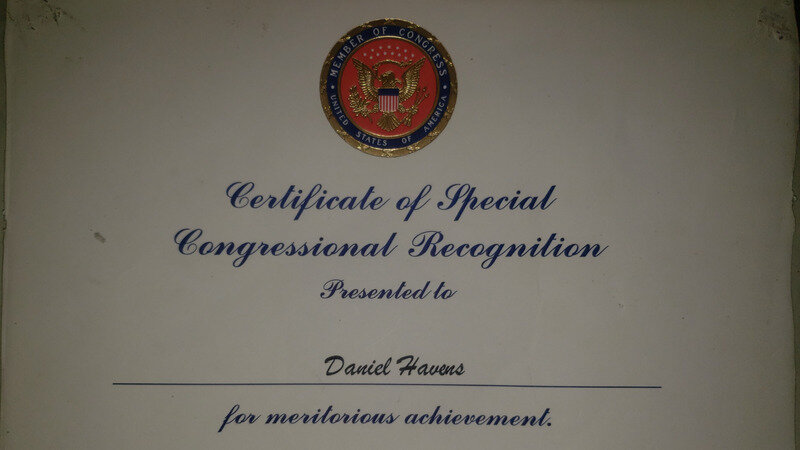 MEMBER OF CONGRESS
UNITED STATES OF AMERICA
Certificate of Special
Congressional Recognition
Presented to
Daniel Havens
for meritorious achievement.